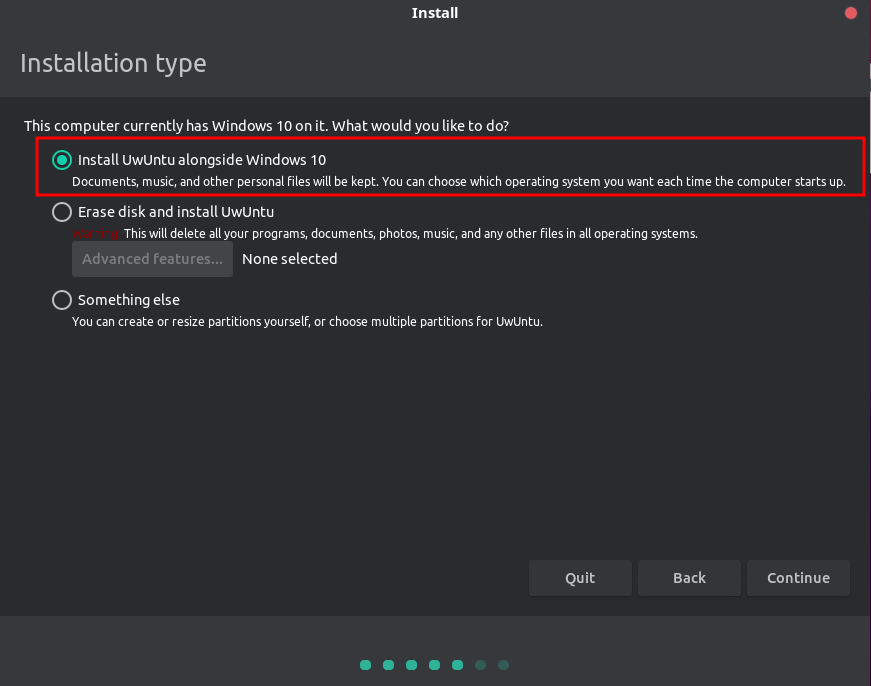 Install
Installation type
This computer currently has Windows 10 on it. What would you like to do?
Install UwUntu alongside Windows 10
Documents, music, and other personal files will be kept. You can choose which operating system you want each time the computer starts up.
Erase disk and install UwUntu
Warning: This will delete all your programs, documents, photos, music, and any other files in all operating systems.
Advanced features... None selected
Something else
You can create or resize partitions yourself, or choose multiple partitions for UwUntu.
Quit Back Continue